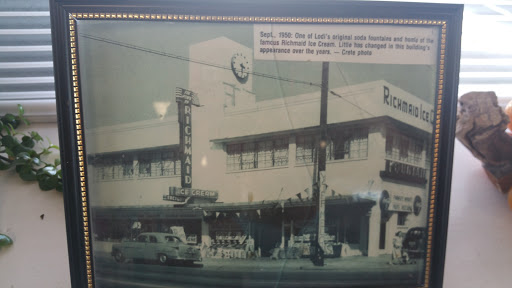 Sept., 1950: One of Lodi's original soda fountains and home of the
famous Richmaid Ice Cream. Little has changed in this building's
appearance over the years. — Crete photo
RICHMAID ICE
RICHMAID
ICE CREAM
FOUNTAIN